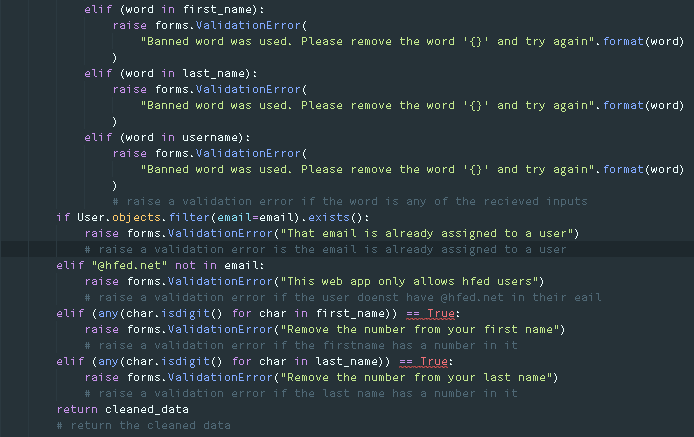 elif (word in first_name):
raise forms.ValidationError(
"Banned word was used. Please remove the word '{}' and try again".format(word)
)
elif (word in last_name):
raise forms.ValidationError(
"Banned word was used. Please remove the word '{}' and try again".format(word)
)
elif (word in username):
raise forms.ValidationError(
"Banned word was used. Please remove the word '{}' and try again".format(word)
)
# raise a validation error if the word is any of the recieved inputs
if User.objects.filter(email=email).exists():
raise forms.ValidationError("That email is already assigned to a user")
# raise a validation error is the email is already assigned to a user
elif "@hfed.net" not in email:
raise forms.ValidationError("This web app only allows hfed users")
# raise a validation error if the user doenst have @hfed.net in their eail
elif (any(char.isdigit() for char in first_name)) == True:
raise forms.ValidationError("Remove the number from your first name")
# raise a validation error if the firstname has a number in it
elif (any(char.isdigit() for char in last_name)) == True:
raise forms.ValidationError("Remove the number from your last name")
# raise a validation error if the last name has a number in it
return cleaned_data
# return the cleaned data